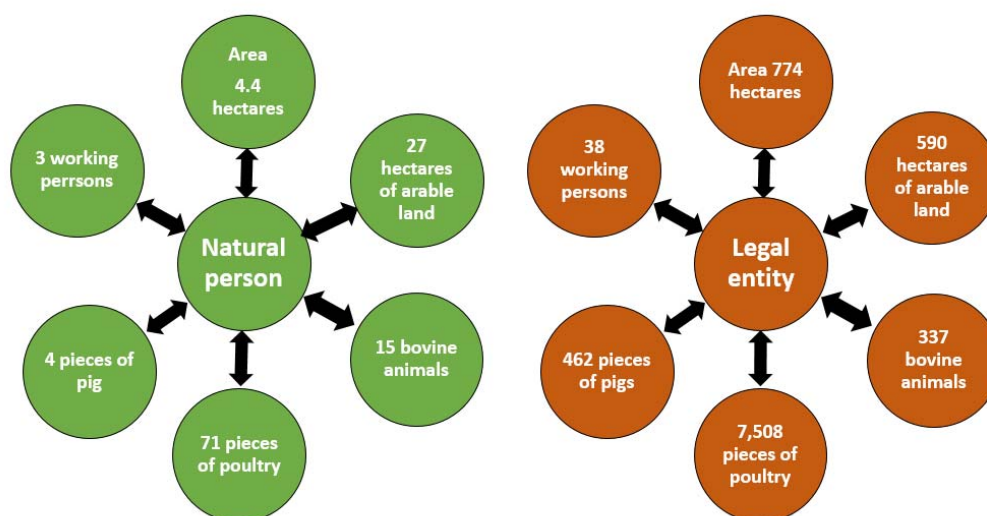 Area
4.4
hectares
27
hectares
of arable
land
15 bovine
animals
71 pieces
of poultry
4 pieces of
pig
3 working
perrsons
Natural
person
Area 774
hectares
590
hectares
of arable
land
337
bovine
animals
7,508
pieces of
poultry
462 pieces
of pigs
38
working
persons
Legal
entity